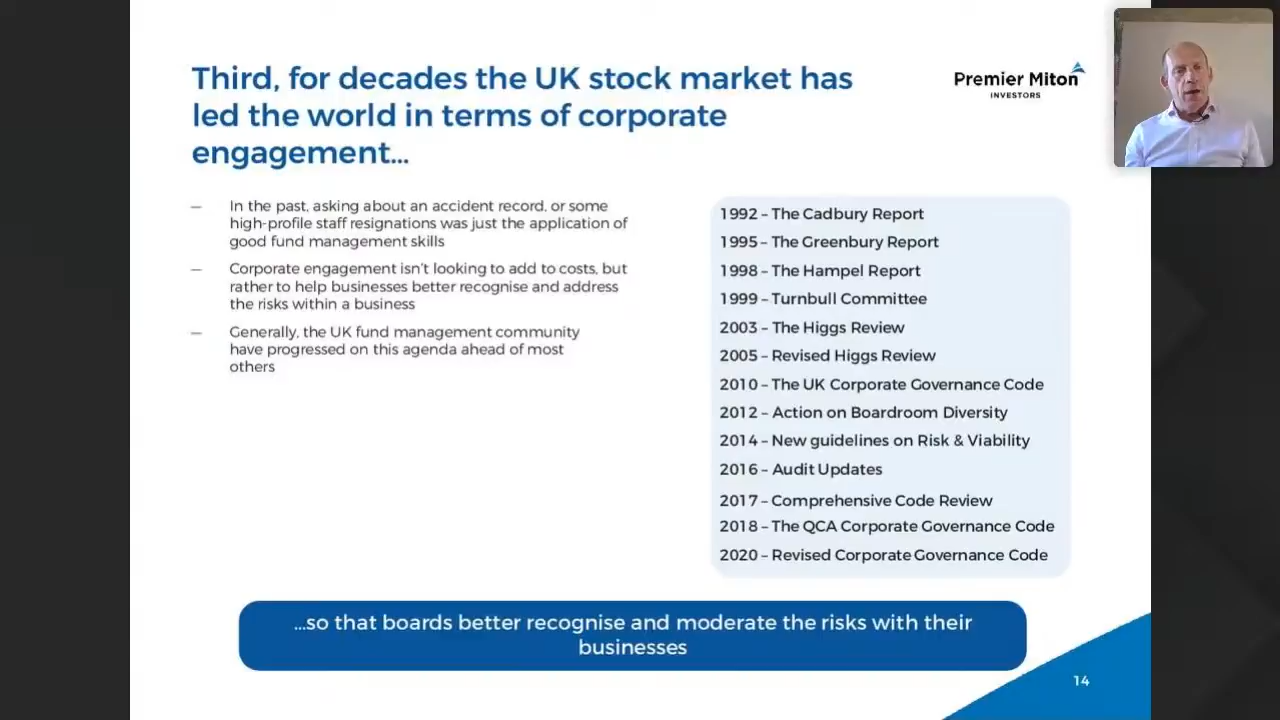 Third, for decades the UK stock market has
led the world in terms of corporate
engagement...
Premier Miton
INVESTORS
— In the past, asking about an accident record, or some
high-profile staff resignations was just the application of
good fund management skills
— Corporate engagement isn't looking to add to costs, but
rather to help businesses better recognise and address
the risks within a business
— Generally, the UK fund management community
have progressed on this agenda ahead of most
others
1992 – The Cadbury Report
1995 – The Greenbury Report
1998 – The Hampel Report
1999 – Turnbull Committee
2003 – The Higgs Review
2005 – Revised Higgs Review
2010 – The UK Corporate Governance Code
2012 – Action on Boardroom Diversity
2014 – New guidelines on Risk & Viability
2016 – Audit Updates
2017 – Comprehensive Code Review
2018 – The QCA Corporate Governance Code
2020 – Revised Corporate Governance Code
...so that boards better recognise and moderate the risks with their
businesses
14